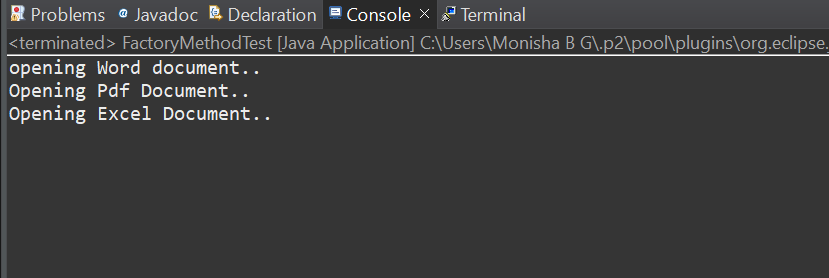 Problems @ Javadoc Declaration Console × Terminal
<terminated> FactoryMethodTest [Java Application] C:\Users\Monisha B G\.p2\pool\plugins\org.eclipse.
opening Word document..
Opening Pdf Document..
Opening Excel Document..